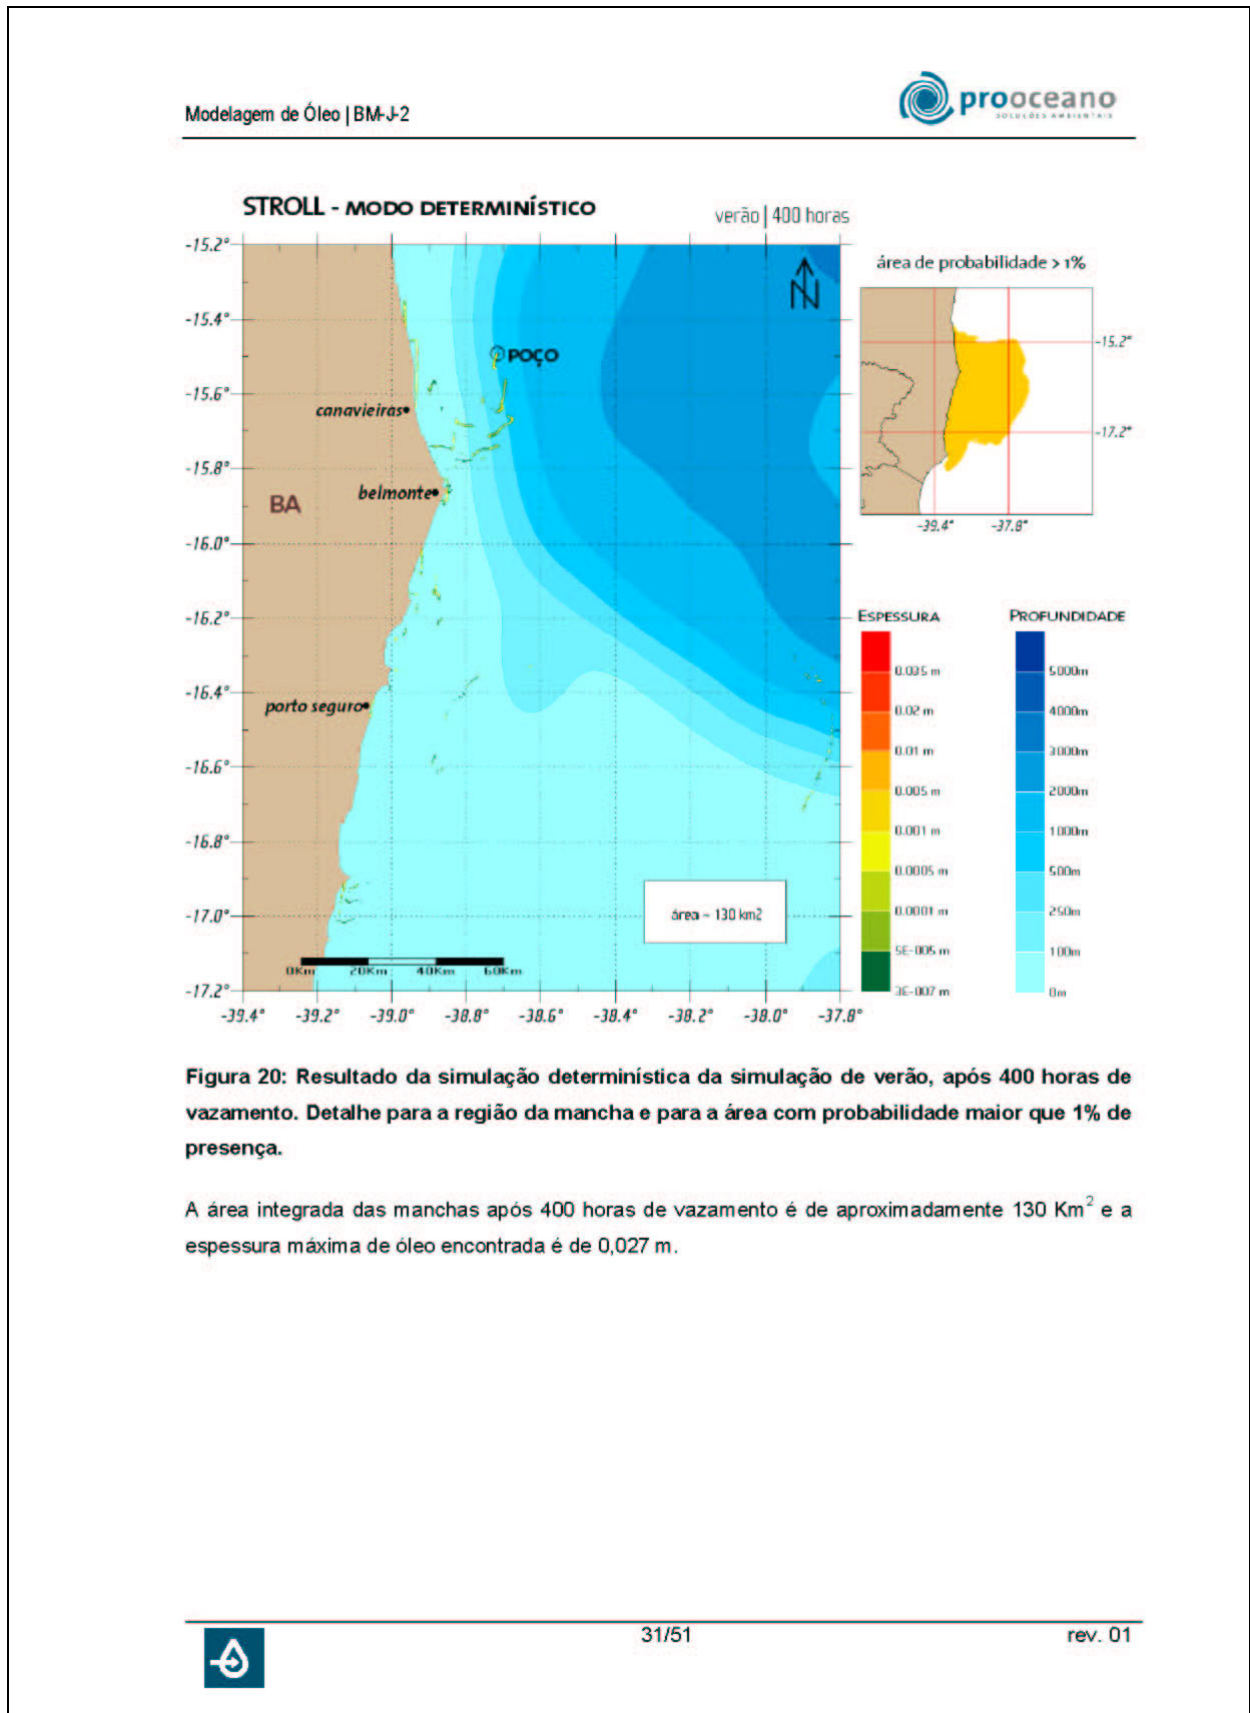 Modelagem de Óleo | BM-J-2
prooceano
SOLUÇÕES AMBIENTAIS
STROLL - MODO DETERMINÍSTICO
verão | 400 horas
-15.2°
-15.4°
-15.6°
-15.8°
-16.0°
-16.2°
-16.4°
-16.6°
-16.8°
-17.0°
-17.2°
N
POÇO
canavieiras
belmonte
BA
porto seguro
área ~ 130 km2
0Km 20Km 40Km 60Km
-39.4° -39.2° -39.0° -38.8° -38.6° -38.4° -38.2° -38.0° -37.8°
área de probabilidade > 1%
-15.2°
-17.2°
-39.4° -37.8°
ESPESSURA
0.035 m
0.02 m
0.01 m
0.005 m
0.001 m
0.0005 m
0.0001 m
5E-005 m
3E-007 m
PROFUNDIDADE
5000m
4000m
3000m
2000m
1000m
500m
250m
100m
0m
Figura 20: Resultado da simulação determinística da simulação de verão, após 400 horas de
vazamento. Detalhe para a região da mancha e para a área com probabilidade maior que 1% de
presença.
A área integrada das manchas após 400 horas de vazamento é de aproximadamente 130 Km² e a
espessura máxima de óleo encontrada é de 0,027 m.
31/51
rev. 01